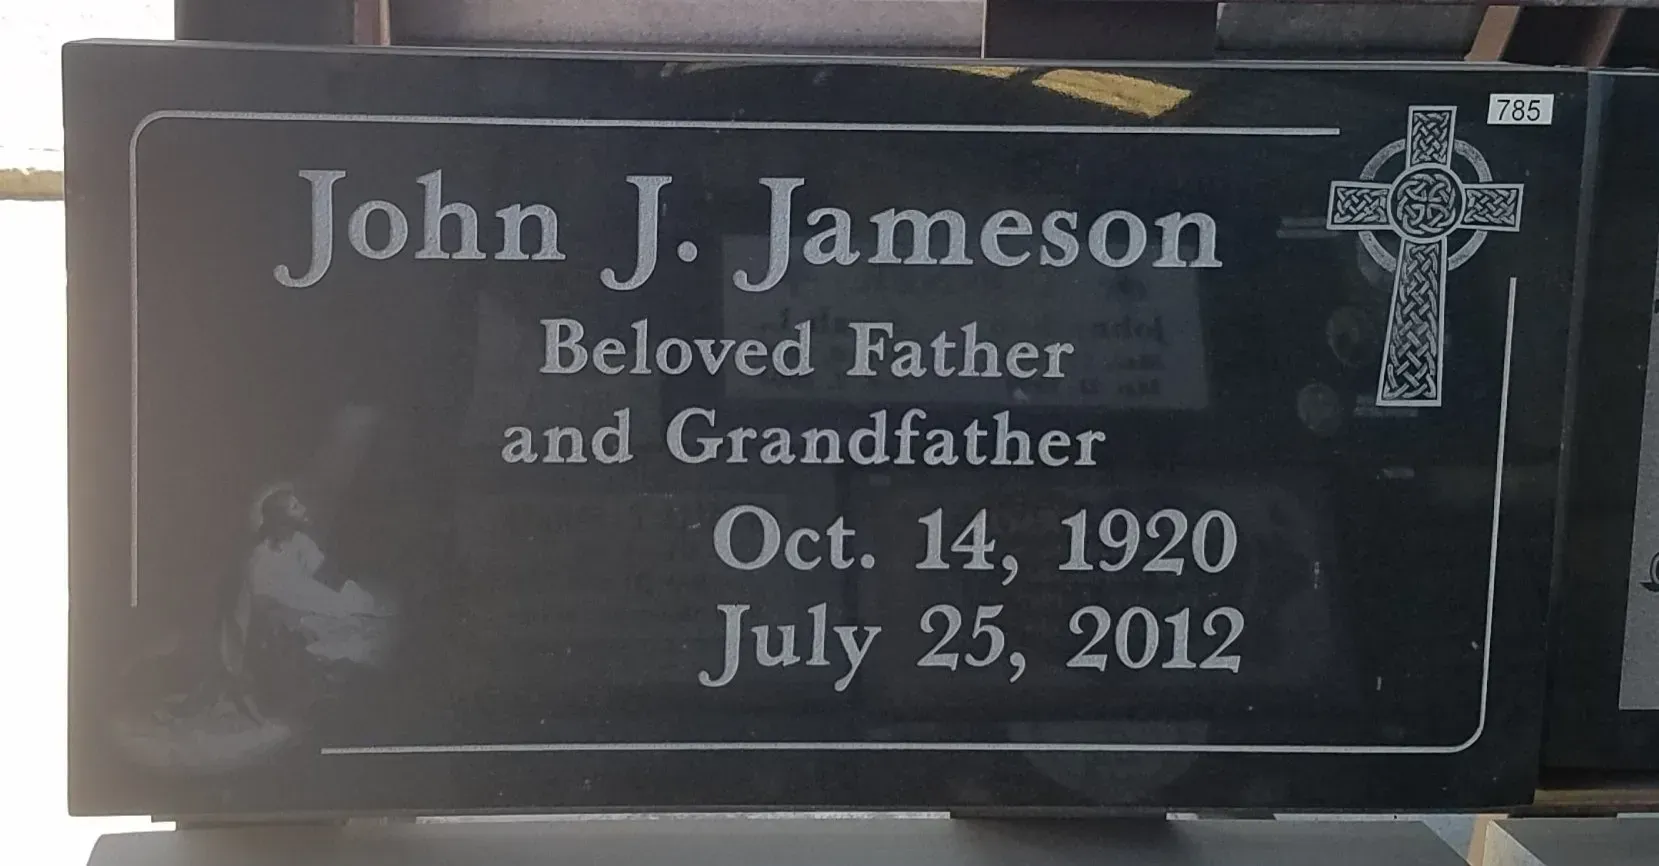 785
John J. Jameson
Beloved Father
and Grandfather
Oct. 14, 1920
July 25, 2012